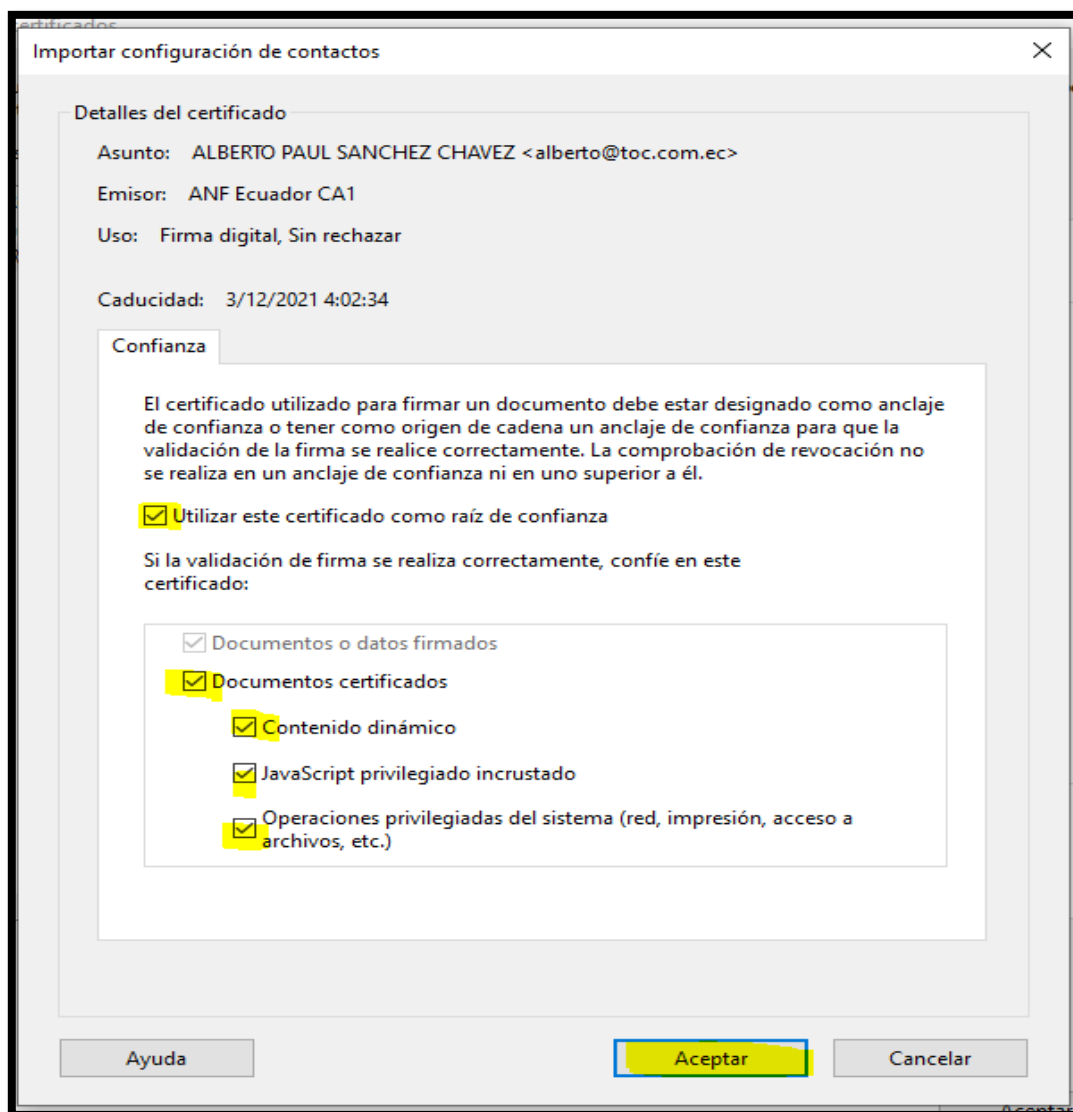 certificados
Importar configuración de contactos
Detalles del certificado
Asunto: ALBERTO PAUL SANCHEZ CHAVEZ <alberto@toc.com.ec>
Emisor: ANF Ecuador CA1
Uso: Firma digital, Sin rechazar
Caducidad: 3/12/2021 4:02:34
Confianza
El certificado utilizado para firmar un documento debe estar designado como anclaje
de confianza o tener como origen de cadena un anclaje de confianza para que la
validación de la firma se realice correctamente. La comprobación de revocación no
se realiza en un anclaje de confianza ni en uno superior a él.
Utilizar este certificado como raíz de confianza
Si la validación de firma se realiza correctamente, confíe en este
certificado:
Documentos o datos firmados
Documentos certificados
Contenido dinámico
JavaScript privilegiado incrustado
Operaciones privilegiadas del sistema (red, impresión, acceso a
archivos, etc.)
Ayuda
Aceptar
Cancelar
Aceptar